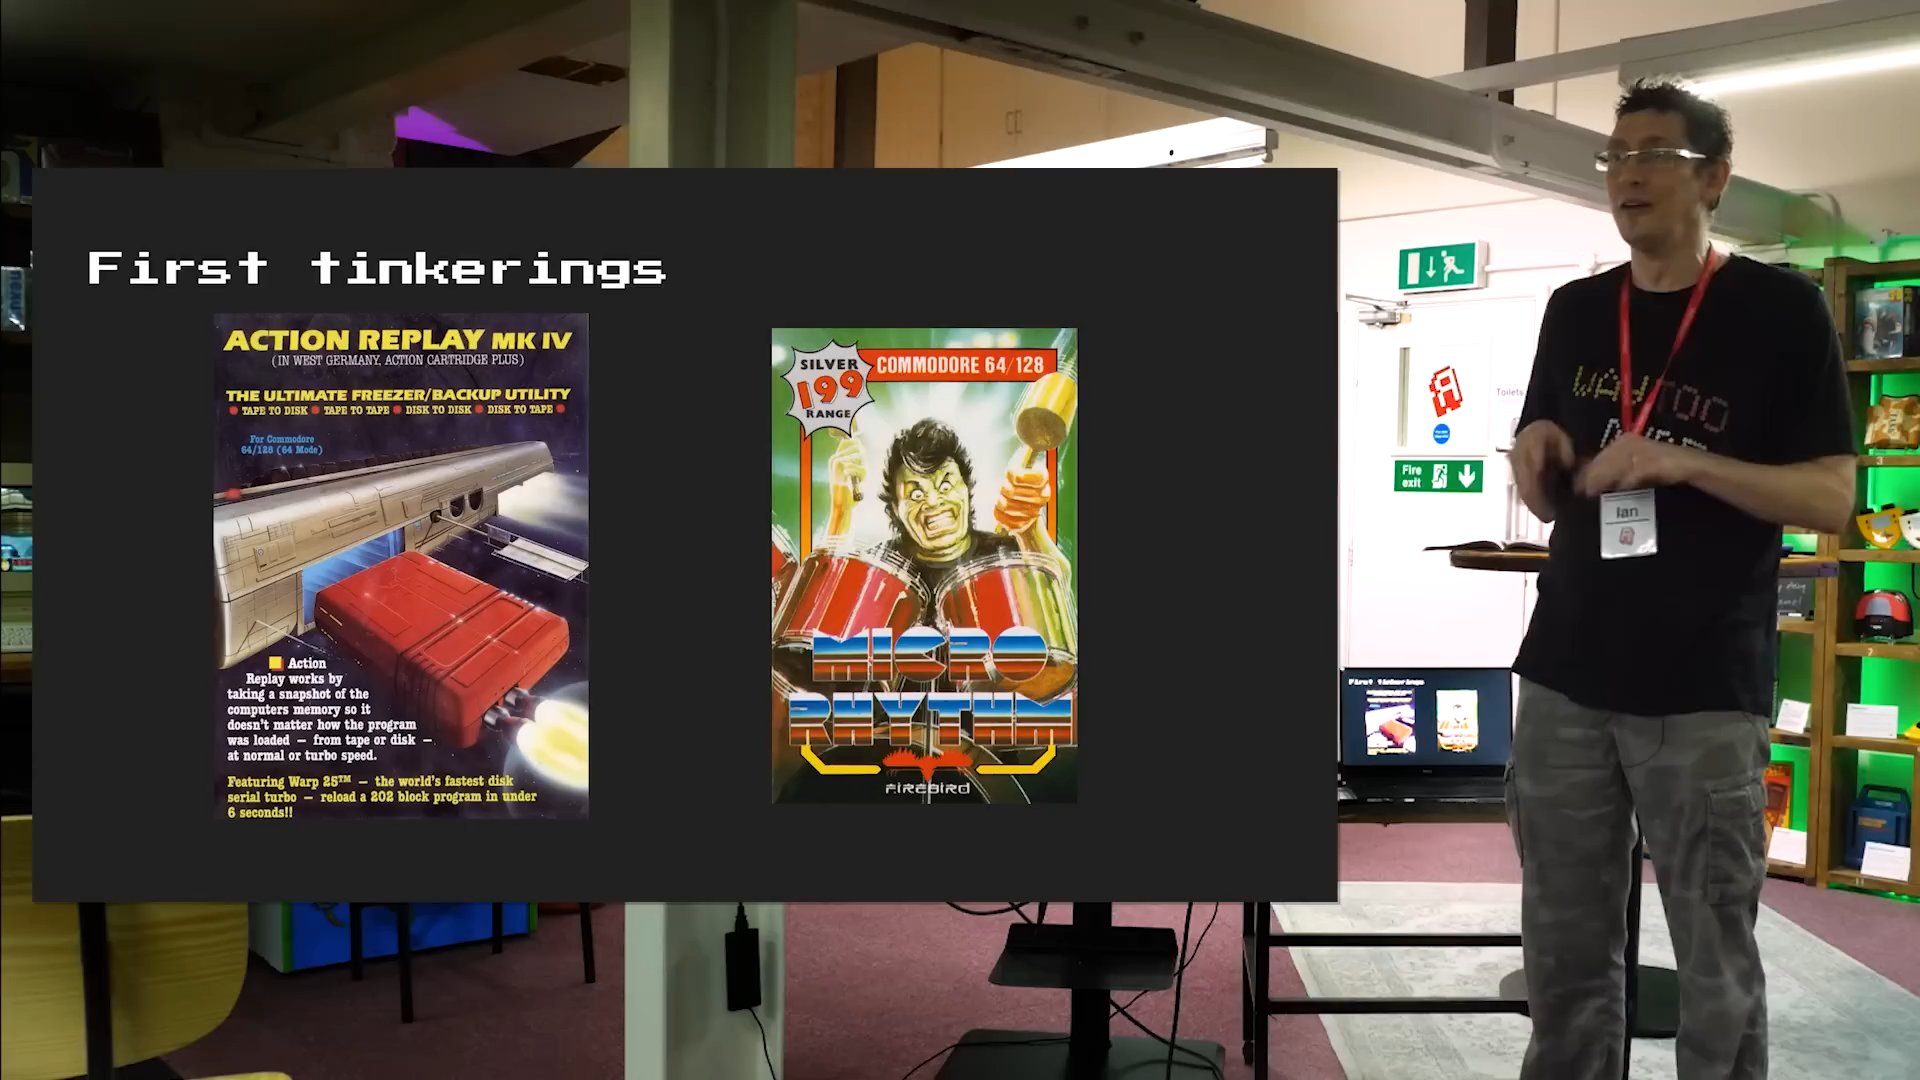 First tinkerings
ACTION REPLAY MK IV
(IN WEST GERMANY, ACTION CARTRIDGE PLUS)
THE ULTIMATE FREEZER/BACKUP UTILITY
TAPE TO DISK TAPE TO TAPE DISK TO DISK DISK TO TAPE
For Commodore
64/128 (64 Mode)
Action
Replay works by
taking a snapshot of the
computers memory so it
doesn't matter how the program
was loaded — from tape or disk —
at normal or turbo speed.
Featuring Warp 25™ — the world's fastest disk
serial turbo — reload a 202 block program in under
6 seconds!!
SILVER
199
RANGE
COMMODORE 64/128
MICRO
RHYTHM
FIREBIRD
Toilets
Fire
exit
Ian
First tinkerings
3
7